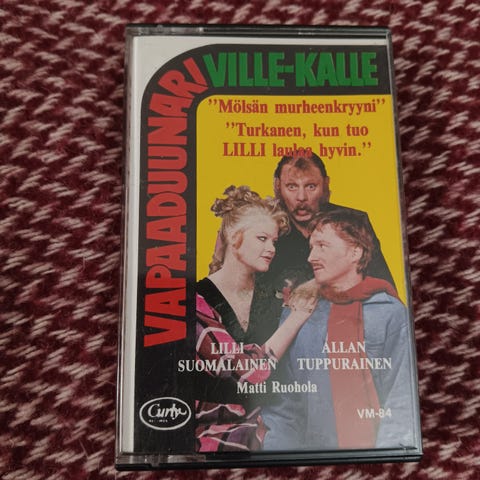 VAPAADUUNARI
VILLE-KALLE
"Mölsän murheenkryyni"
"Turkanen, kun tuo
LILLI laulaa hyvin."
LILLI
SUOMALAINEN
ALLAN
TUPPURAINEN
Matti Ruohola
Curly
VM-84